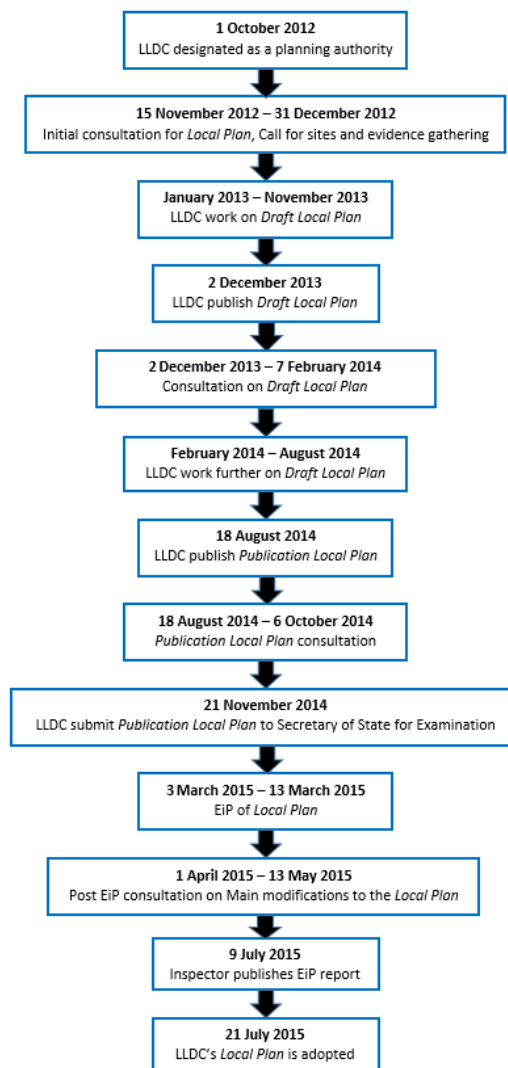 1 October 2012
LLDC designated as a planning authority
15 November 2012 – 31 December 2012
Initial consultation for Local Plan, Call for sites and evidence gathering
January 2013 – November 2013
LLDC work on Draft Local Plan
2 December 2013
LLDC publish Draft Local Plan
2 December 2013 – 7 February 2014
Consultation on Draft Local Plan
February 2014 – August 2014
LLDC work further on Draft Local Plan
18 August 2014
LLDC publish Publication Local Plan
18 August 2014 – 6 October 2014
Publication Local Plan consultation
21 November 2014
LLDC submit Publication Local Plan to Secretary of State for Examination
3 March 2015 – 13 March 2015
EiP of Local Plan
1 April 2015 – 13 May 2015
Post EiP consultation on Main modifications to the Local Plan
9 July 2015
Inspector publishes EiP report
21 July 2015
LLDC's Local Plan is adopted